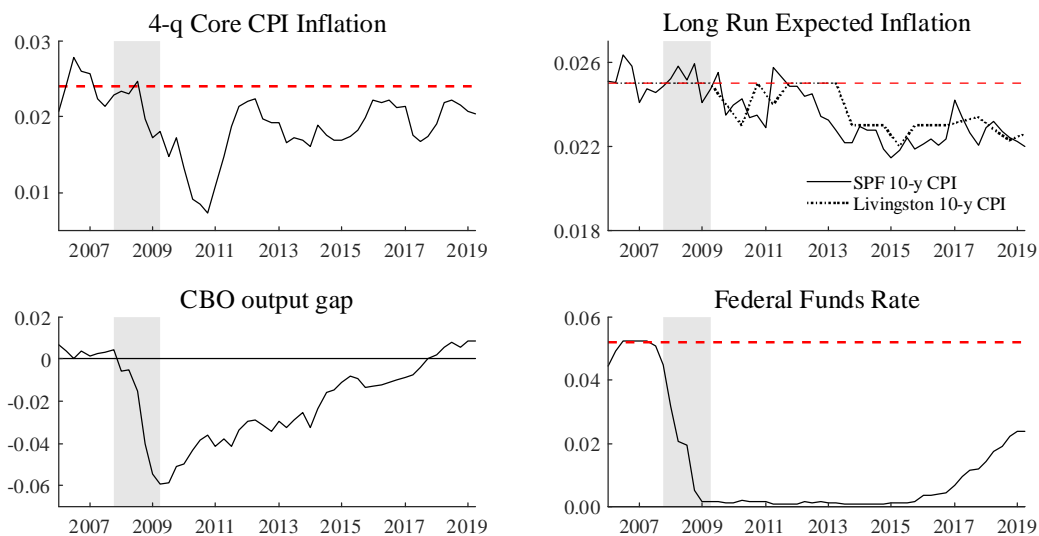 4-q Core CPI Inflation
0.03
0.02
0.01
2007 2009 2011 2013 2015 2017 2019
Long Run Expected Inflation
0.026
0.022
0.018
SPF 10-y CPI
Livingston 10-y CPI
2007 2009 2011 2013 2015 2017 2019
CBO output gap
0.02
0
-0.02
-0.04
-0.06
2007 2009 2011 2013 2015 2017 2019
Federal Funds Rate
0.06
0.04
0.02
0.00
2007 2009 2011 2013 2015 2017 2019